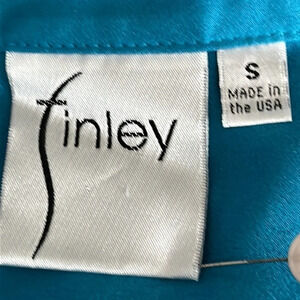 finley
S
MADE in
the USA